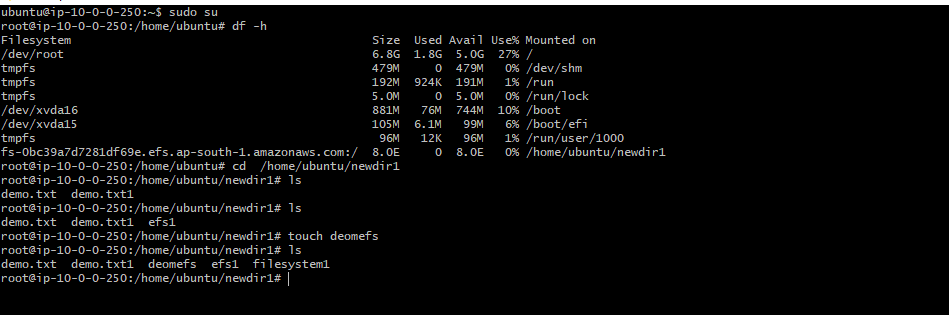 ubuntu@ip-10-0-0-250:~$ sudo su
root@ip-10-0-0-250:/home/ubuntu# df -h
Filesystem Size Used Avail Use% Mounted on
/dev/root 6.8G 1.8G 5.0G 27% /
tmpfs 479M 0 479M 0% /dev/shm
tmpfs 192M 924K 191M 1% /run
tmpfs 5.0M 0 5.0M 0% /run/lock
/dev/xvda16 881M 76M 744M 10% /boot
/dev/xvda15 105M 6.1M 99M 6% /boot/efi
tmpfs 96M 12K 96M 1% /run/user/1000
fs-0bc39a7d7281df69e.efs.ap-south-1.amazonaws.com:/ 8.0E 0 8.0E 0% /home/ubuntu/newdir1
root@ip-10-0-0-250:/home/ubuntu# cd  /home/ubuntu/newdir1
root@ip-10-0-0-250:/home/ubuntu/newdir1# ls
demo.txt  demo.txt1
root@ip-10-0-0-250:/home/ubuntu/newdir1# ls
demo.txt  demo.txt1  efs1
root@ip-10-0-0-250:/home/ubuntu/newdir1# touch deomefs
root@ip-10-0-0-250:/home/ubuntu/newdir1# ls
demo.txt  demo.txt1  deomefs  efs1  filesystem1
root@ip-10-0-0-250:/home/ubuntu/newdir1#